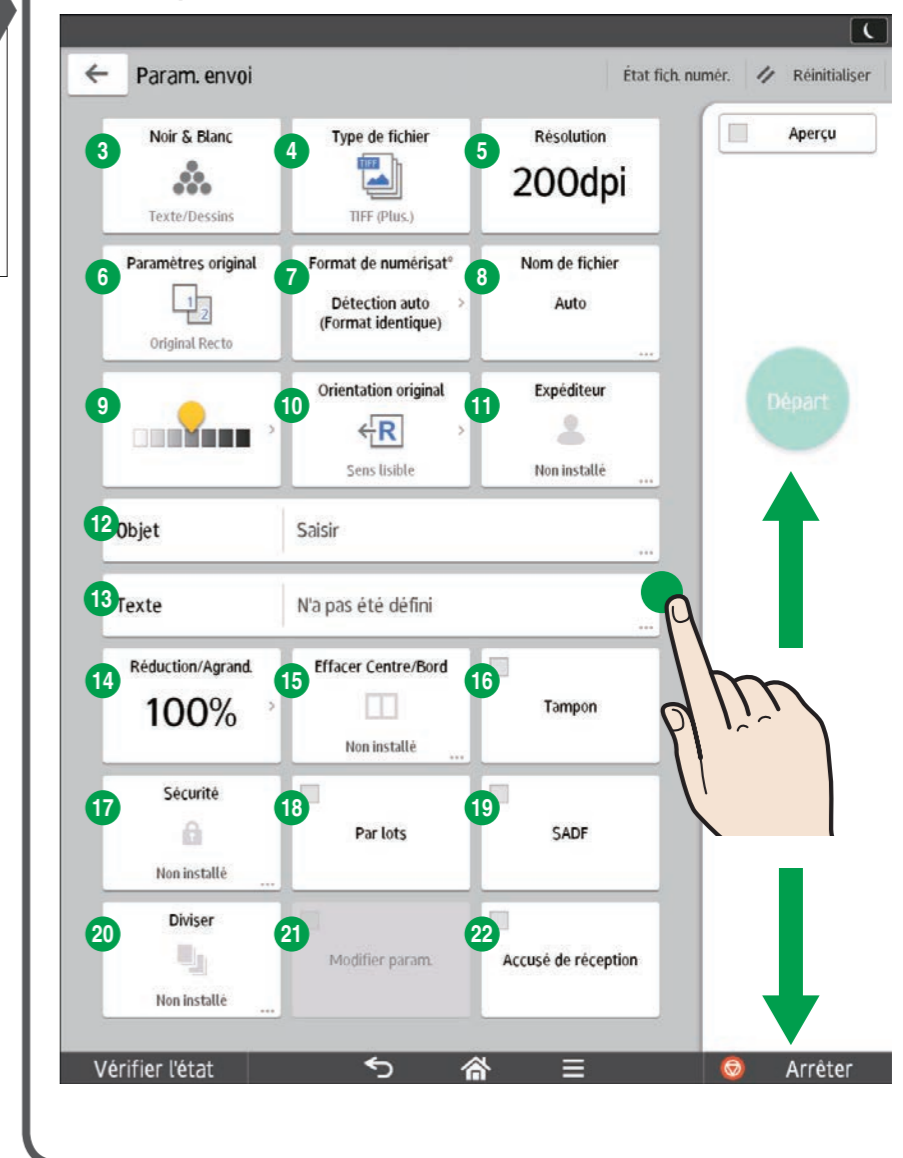 Param. envoi
État fich. numér.
Réinitialiser
Aperçu
3
Noir & Blanc
Texte/Dessins
4
Type de fichier
TIFF
TIFF (Plus.)
5
Résolution
200dpi
6
Paramètres original
1
2
Original Recto
7
Format de numérisat°
Détection auto
(Format identique)
8
Nom de fichier
Auto
...
9
10
Orientation original
R
Sens lisible
11
Expéditeur
Non installé
...
Départ
12
Objet
Saisir
...
13
Texte
N'a pas été défini
...
14
Réduction/Agrand.
100%
15
Effacer Centre/Bord
Non installé
...
16
Tampon
17
Sécurité
Non installé
...
18
Par lots
19
SADF
20
Diviser
Non installé
...
21
Modifier param.
22
Accusé de réception
Vérifier l'état
Arrêter